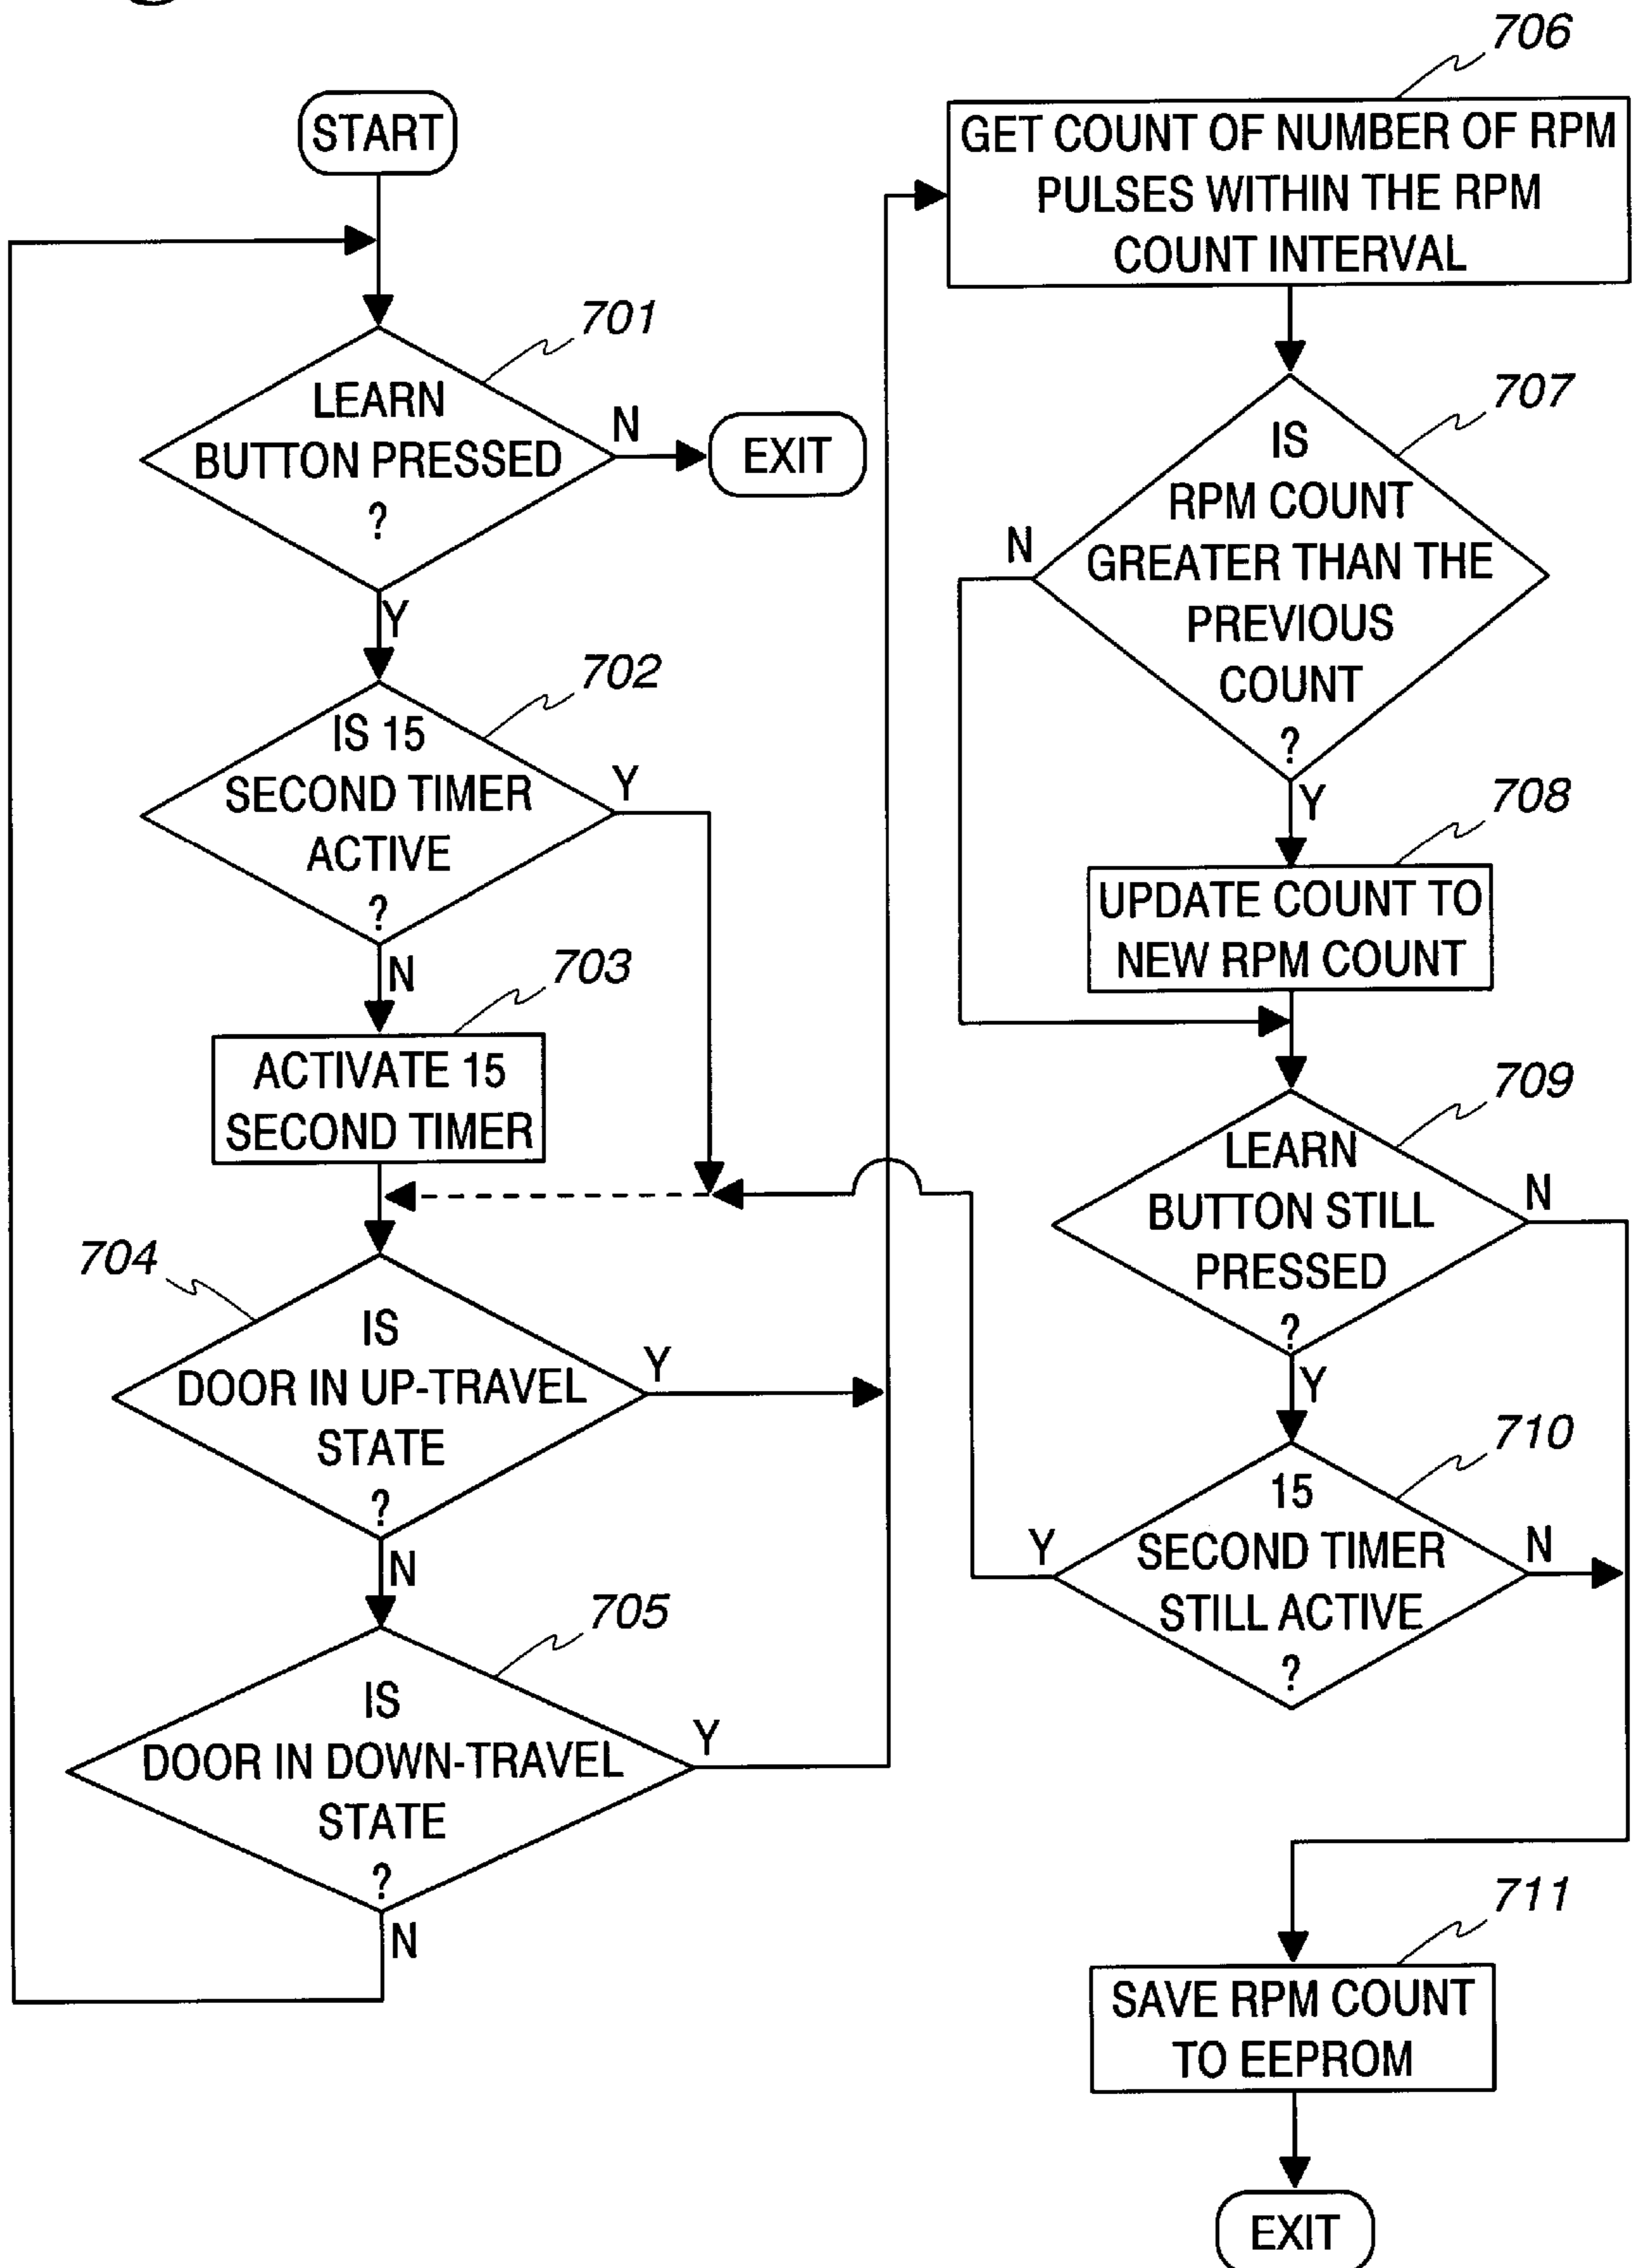 START
701
LEARN
BUTTON PRESSED
?
N
EXIT
Y
702
IS 15
SECOND TIMER
ACTIVE
?
Y
N
703
ACTIVATE 15
SECOND TIMER
704
IS
DOOR IN UP-TRAVEL
STATE
?
Y
N
705
IS
DOOR IN DOWN-TRAVEL
STATE
?
Y
N
706
GET COUNT OF NUMBER OF RPM
PULSES WITHIN THE RPM
COUNT INTERVAL
707
IS
RPM COUNT
GREATER THAN THE
PREVIOUS
COUNT
?
N
Y
708
UPDATE COUNT TO
NEW RPM COUNT
709
LEARN
BUTTON STILL
PRESSED
?
N
Y
710
15
SECOND TIMER
STILL ACTIVE
?
Y
N
711
SAVE RPM COUNT
TO EEPROM
EXIT